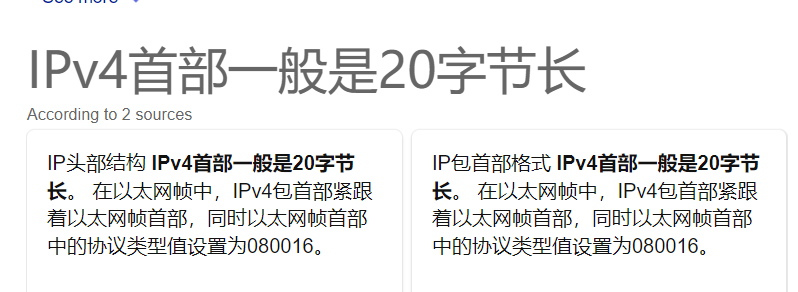 See more
IPv4首部一般是20字节长
According to 2 sources
IP头部结构 IPv4首部一般是20字节
长。 在以太网帧中，IPv4包首部紧跟
着以太网帧首部，同时以太网帧首部
中的协议类型值设置为080016。
IP包首部格式 IPv4首部一般是20字节
长。 在以太网帧中，IPv4包首部紧跟
着以太网帧首部，同时以太网帧首部
中的协议类型值设置为080016。